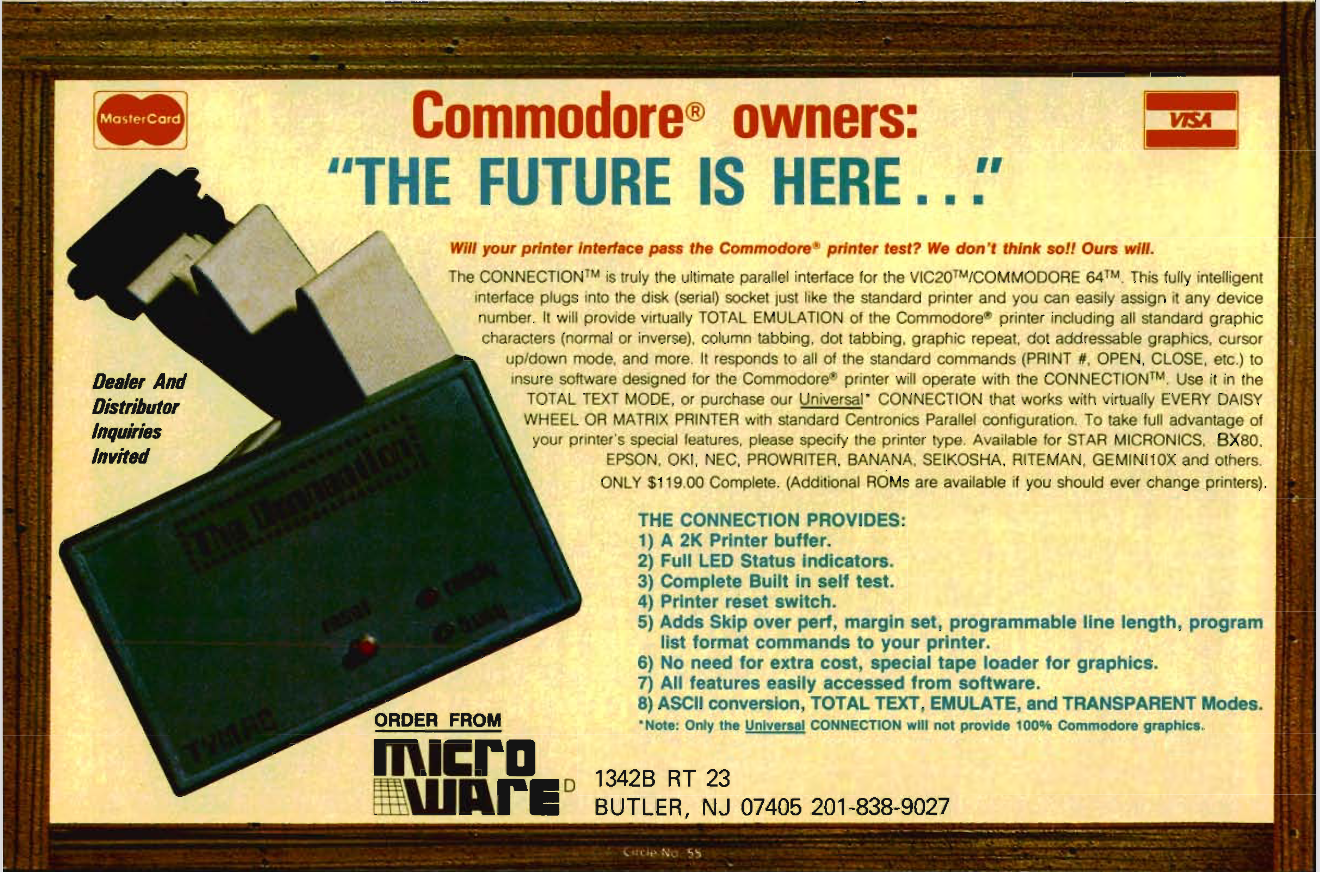 MasterCard
Commodore® owners:
VISA
"THE FUTURE IS HERE..."
Will your printer interface pass the Commodore® printer test? We don't think so!! Ours will.
The CONNECTION™ is truly the ultimate parallel interface for the VIC20™/COMMODORE 64™. This fully intelligent
interface plugs into the disk (serial) socket just like the standard printer and you can easily assign it any device
number. It will provide virtually TOTAL EMULATION of the Commodore® printer including all standard graphic
characters (normal or inverse), column tabbing, dot tabbing, graphic repeat, dot addressable graphics, cursor
up/down mode, and more. It responds to all of the standard commands (PRINT #, OPEN, CLOSE, etc.) to
insure software designed for the Commodore® printer will operate with the CONNECTION™. Use it in the
TOTAL TEXT MODE, or purchase our Universal* CONNECTION that works with virtually EVERY DAISY
WHEEL OR MATRIX PRINTER with standard Centronics Parallel configuration. To take full advantage of
your printer's special features, please specify the printer type. Available for STAR MICRONICS, BX80,
EPSON, OKI, NEC, PROWRITER, BANANA, SEIKOSHA, RITEMAN, GEMINI10X and others.
ONLY $119.00 Complete. (Additional ROMs are available if you should ever change printers).
Dealer And
Distributor
Inquiries
Invited
The Connection
reset
ready
busy
TYMAC
THE CONNECTION PROVIDES:
1) A 2K Printer buffer.
2) Full LED Status indicators.
3) Complete Built in self test.
4) Printer reset switch.
5) Adds Skip over perf, margin set, programmable line length, program
list format commands to your printer.
6) No need for extra cost, special tape loader for graphics.
7) All features easily accessed from software.
8) ASCII conversion, TOTAL TEXT, EMULATE, and TRANSPARENT Modes.
*Note: Only the Universal CONNECTION will not provide 100% Commodore graphics.
ORDER FROM
MICRO
WARE D
1342B RT 23
BUTLER, NJ 07405 201-838-9027
Circle No. 55